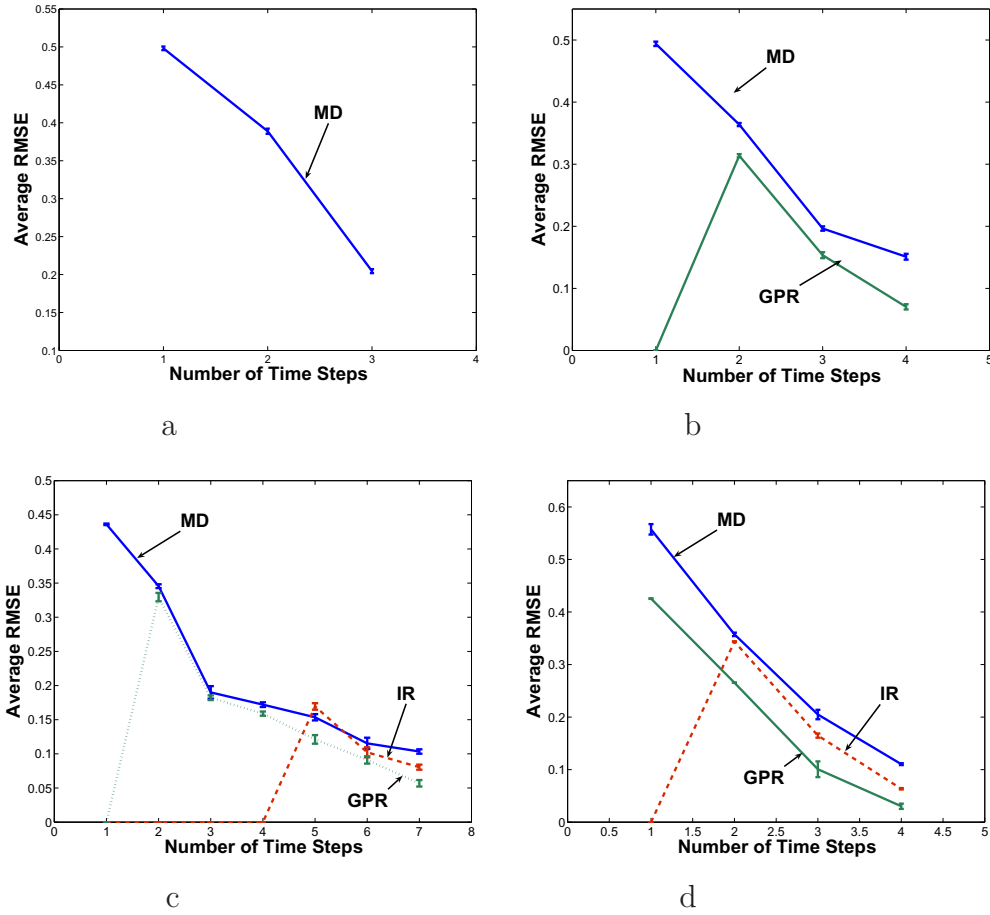 0.55
0.5
0.45
0.4
0.35
0.3
0.25
0.2
0.15
0.1
Average RMSE
MD
0 1 2 3 4
Number of Time Steps
a
0.5
0.4
0.3
0.2
0.1
0
Average RMSE
MD
GPR
0 1 2 3 4 5
Number of Time Steps
b
0.5
0.45
0.4
0.35
0.3
0.25
0.2
0.15
0.1
0.05
0
Average RMSE
MD
IR
GPR
0 1 2 3 4 5 6 7 8
Number of Time Steps
c
0.6
0.5
0.4
0.3
0.2
0.1
0
Average RMSE
MD
IR
GPR
0 0.5 1 1.5 2 2.5 3 3.5 4 4.5 5
Number of Time Steps
d